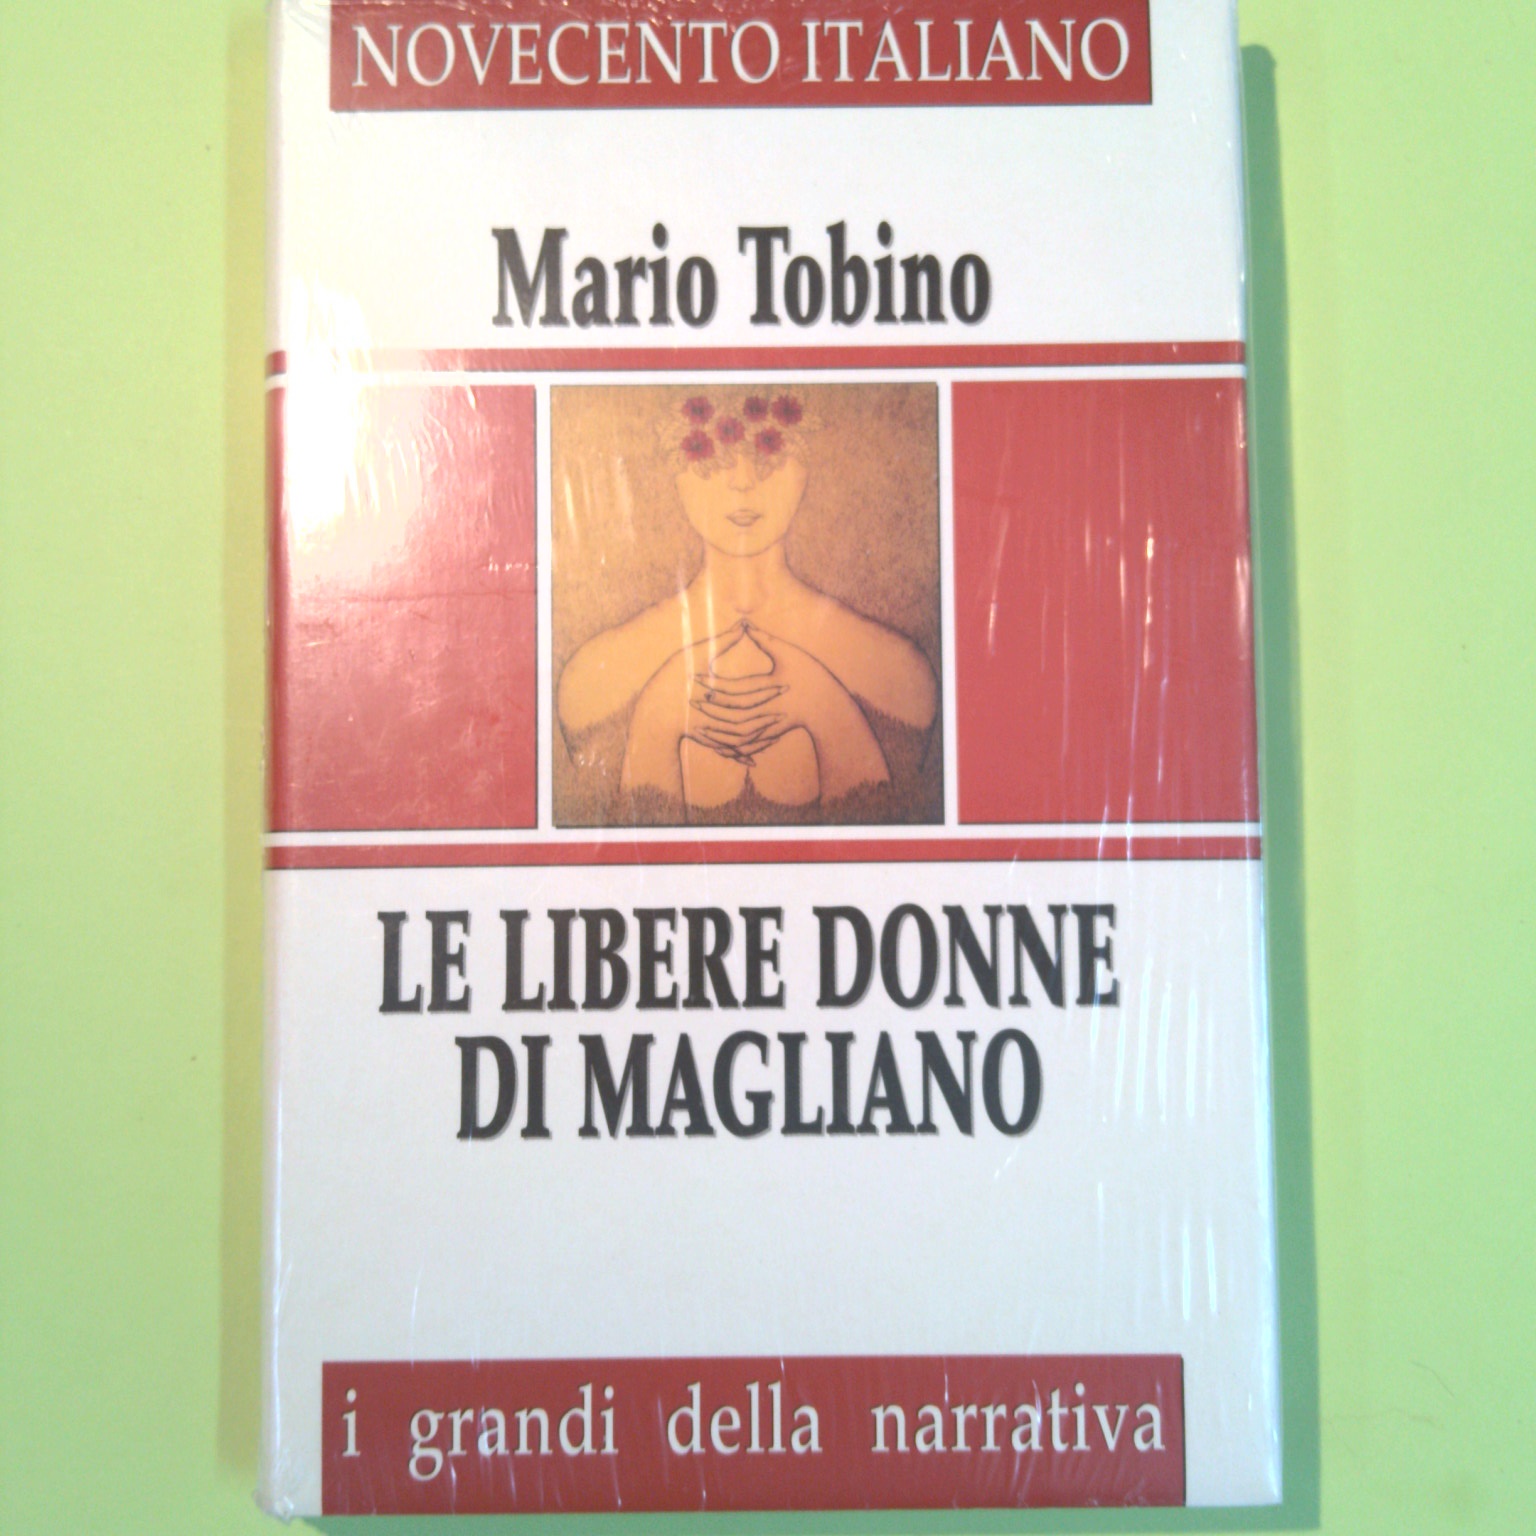 NOVECENTO ITALIANO
Mario Tobino
LE LIBERE DONNE
DI MAGLIANO
i grandi della narrativa